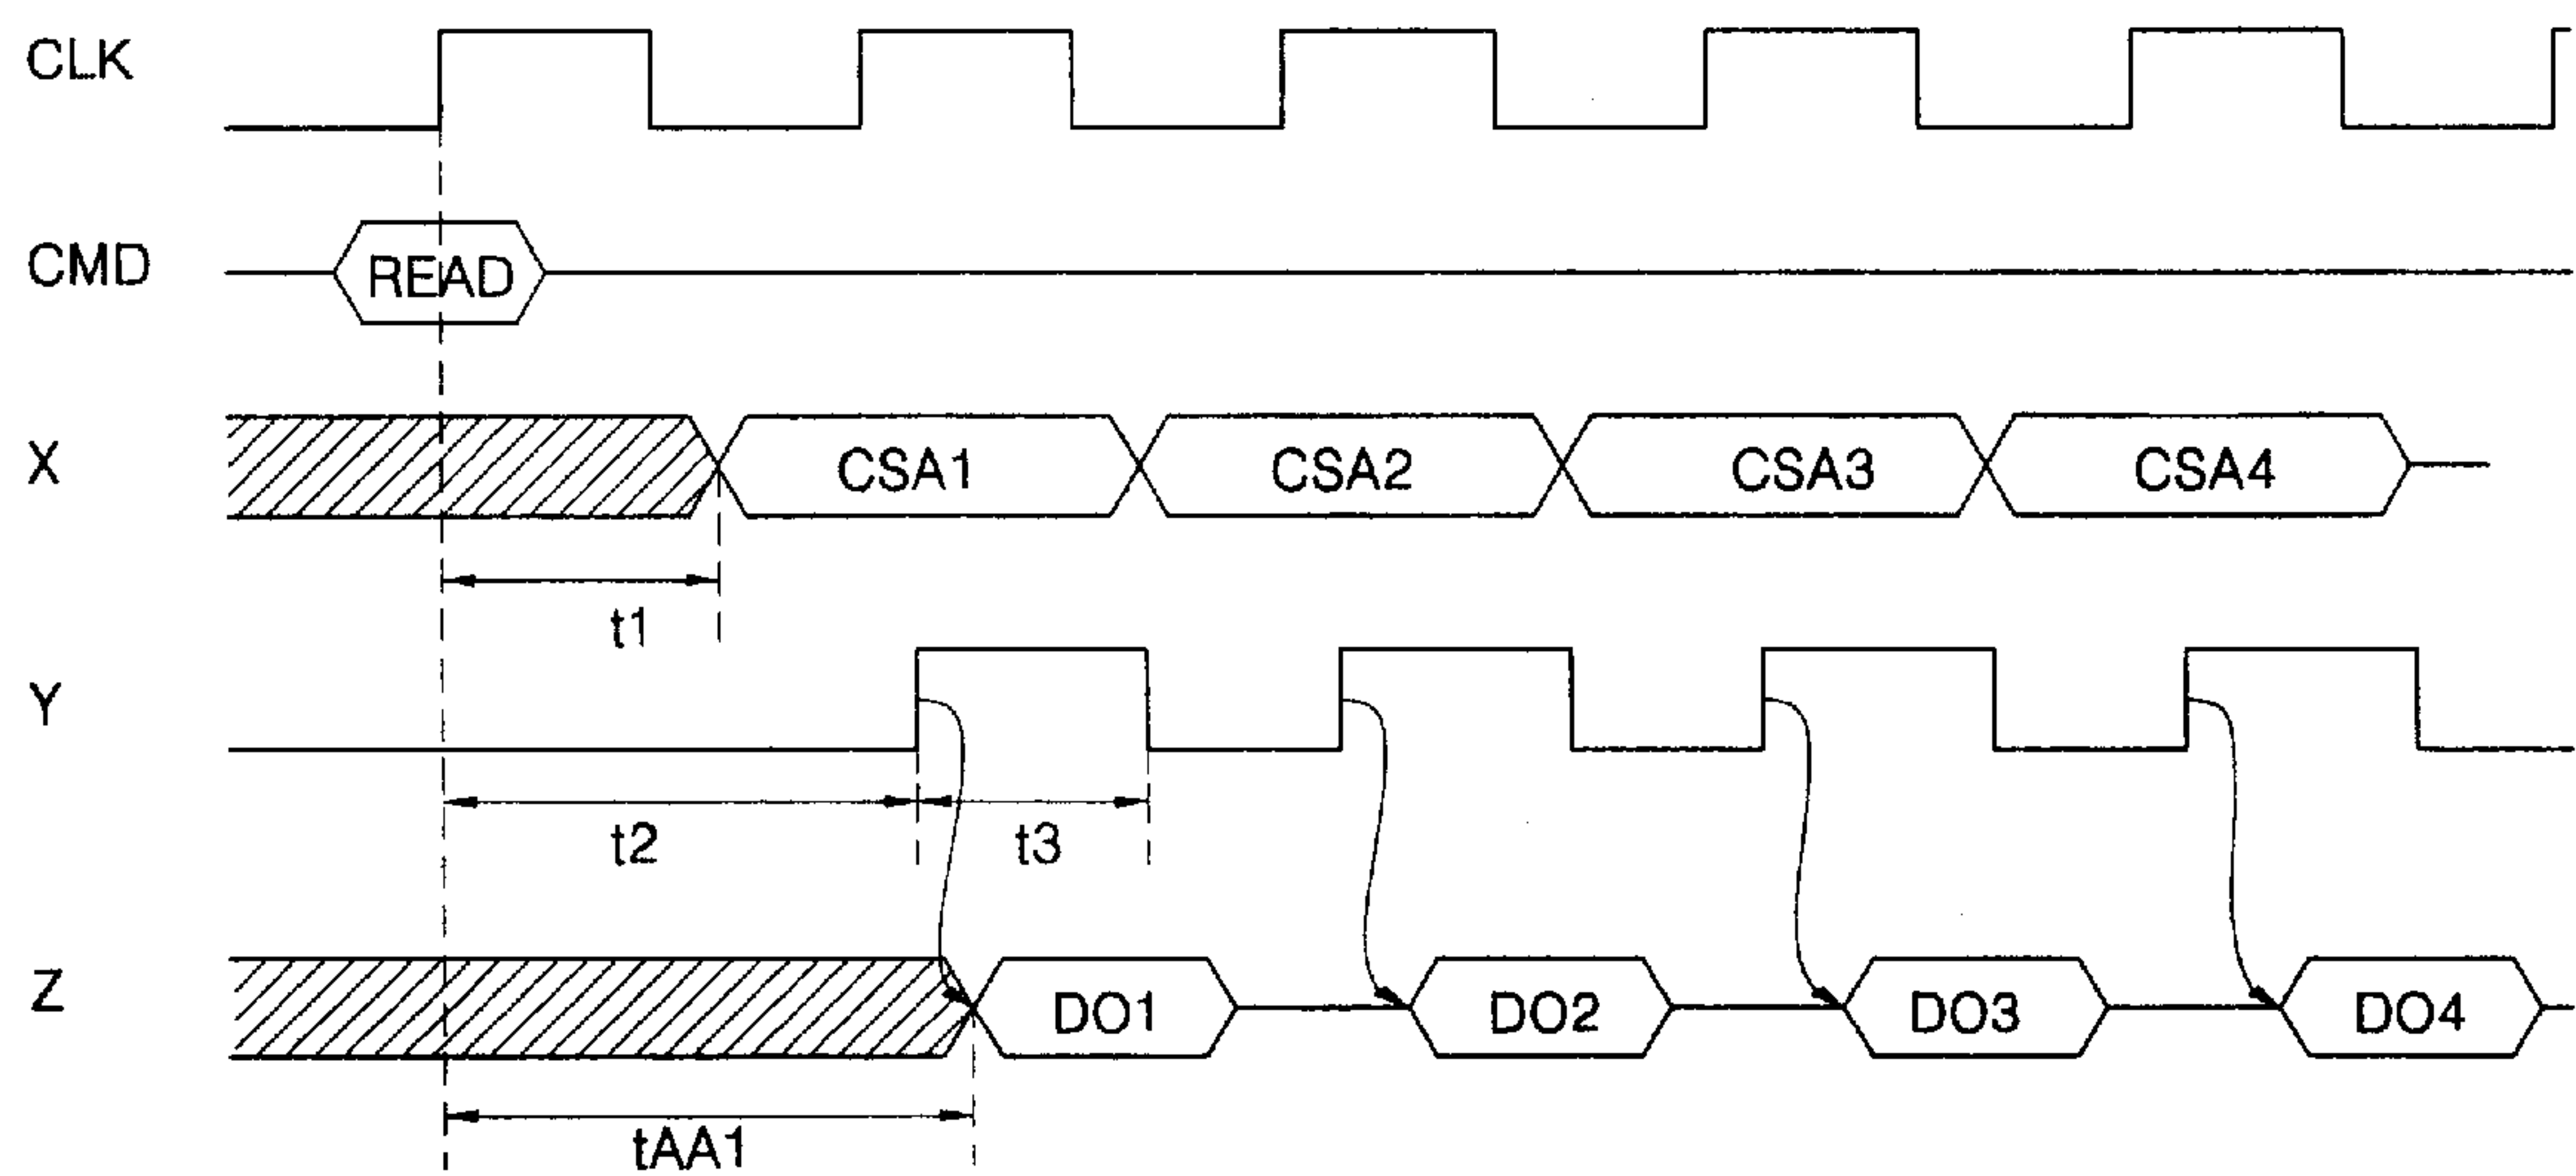 CLK
CMD
READ
X
CSA1 CSA2 CSA3 CSA4
t1
Y
t2 t3
Z
DO1 DO2 DO3 DO4
tAA1